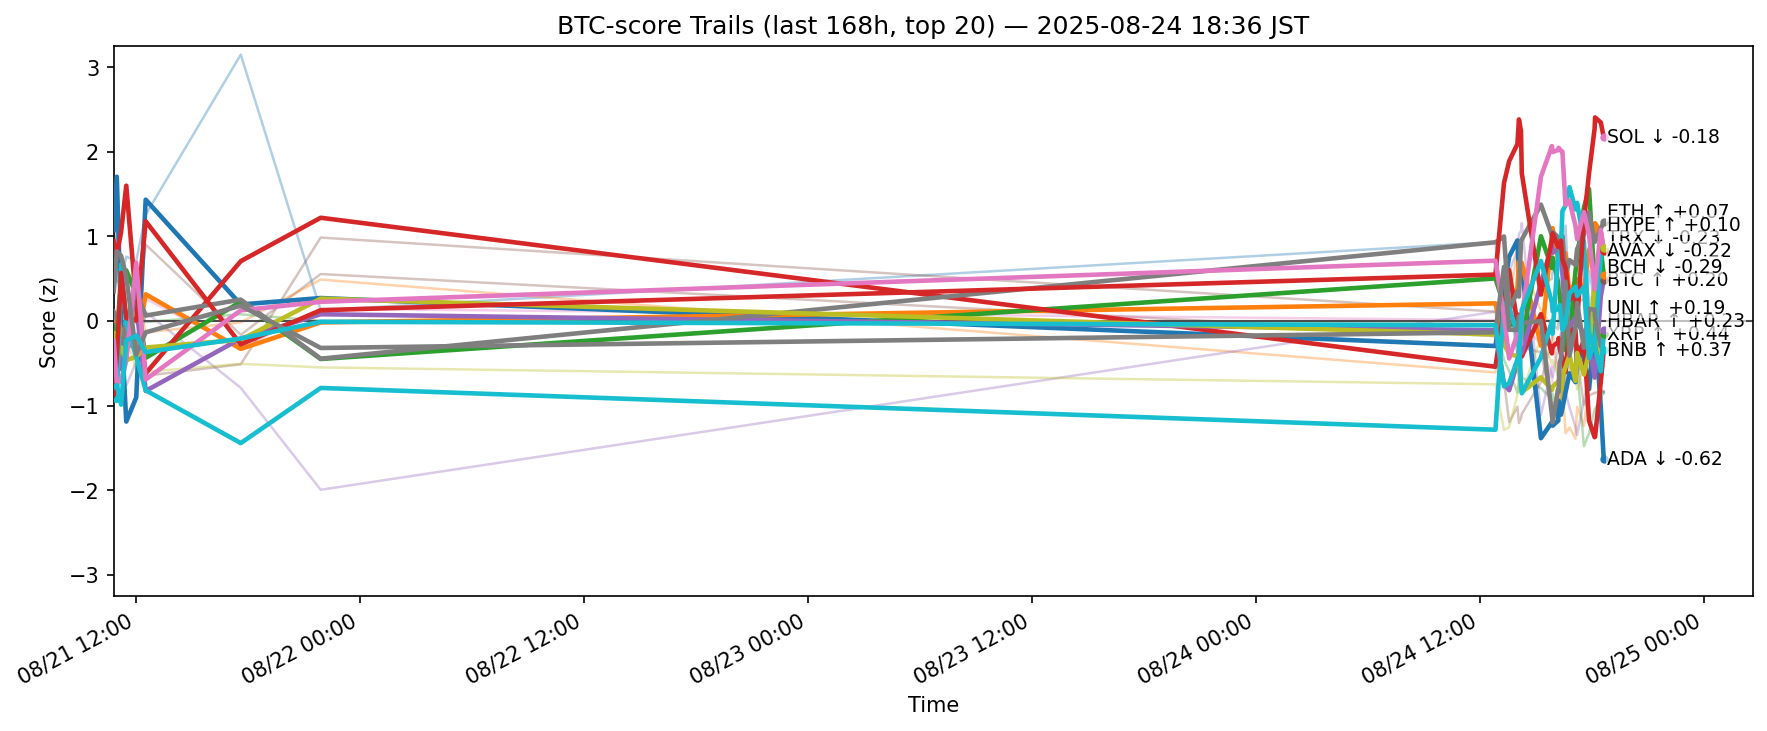 BTC-score Trails (last 168h, top 20) — 2025-08-24 18:36 JST
Score (z)
3
2
1
0
−1
−2
−3
SOL ↓ -0.18
ETH ↑ +0.07
HYPE ↑ +0.10
TRX ↓ -0.23
AVAX ↓ -0.22
BCH ↓ -0.29
BTC ↑ +0.20
UNI ↑ +0.19
HBAR ↑ +0.23
XRP ↑ +0.44
BNB ↑ +0.37
ADA ↓ -0.62
08/21 12:00
08/22 00:00
08/22 12:00
08/23 00:00
08/23 12:00
08/24 00:00
08/24 12:00
08/25 00:00
Time